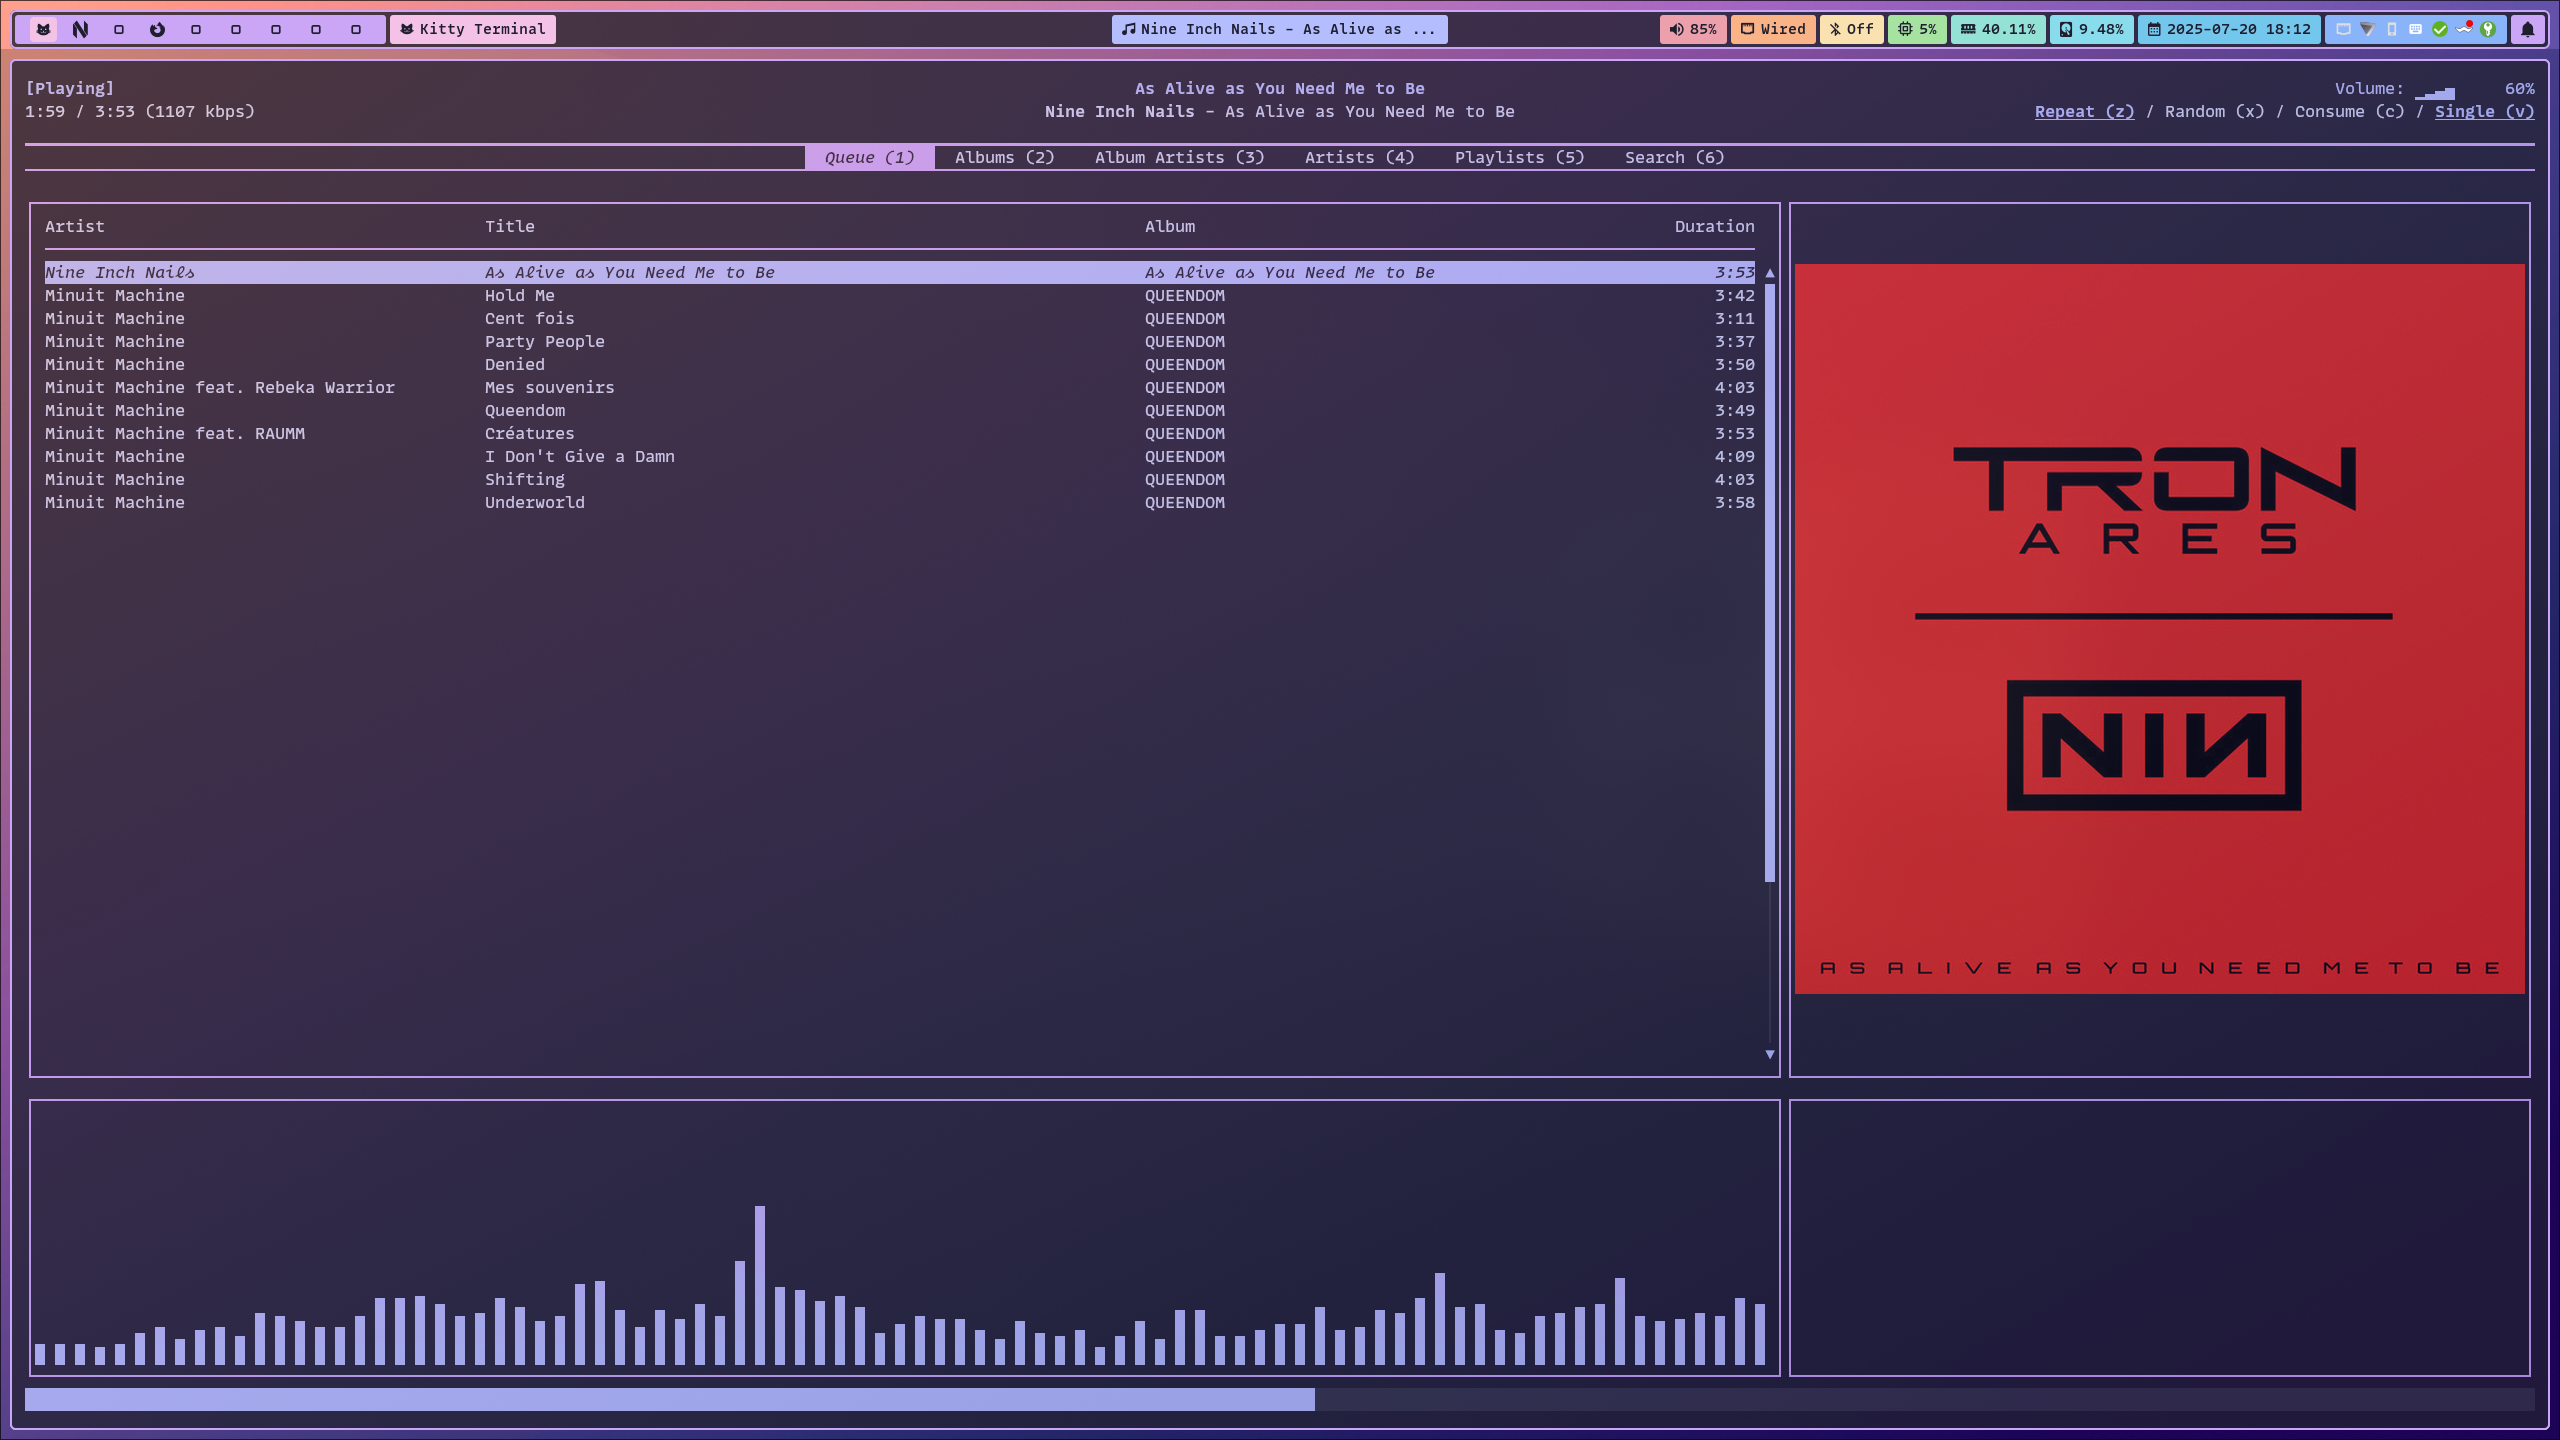 Kitty Terminal
Nine Inch Nails - As Alive as ...
85% Wired Off 5% 40.11% 9.48% 2025-07-20 18:12
[Playing] As Alive as You Need Me to Be Volume: 60%
1:59 / 3:53 (1107 kbps) Nine Inch Nails - As Alive as You Need Me to Be Repeat (z) / Random (x) / Consume (c) / Single (v)
Queue (1) Albums (2) Album Artists (3) Artists (4) Playlists (5) Search (6)
Artist Title Album Duration
Nine Inch Nails As Alive as You Need Me to Be As Alive as You Need Me to Be 3:53
Minuit Machine Hold Me QUEENDOM 3:42
Minuit Machine Cent fois QUEENDOM 3:11
Minuit Machine Party People QUEENDOM 3:37
Minuit Machine Denied QUEENDOM 3:50
Minuit Machine feat. Rebeka Warrior Mes souvenirs QUEENDOM 4:03
Minuit Machine Queendom QUEENDOM 3:49
Minuit Machine feat. RAUMM Créatures QUEENDOM 3:53
Minuit Machine I Don't Give a Damn QUEENDOM 4:09
Minuit Machine Shifting QUEENDOM 4:03
Minuit Machine Underworld QUEENDOM 3:58
TRON
ARES
NIN
AS ALIVE AS YOU NEED ME TO BE